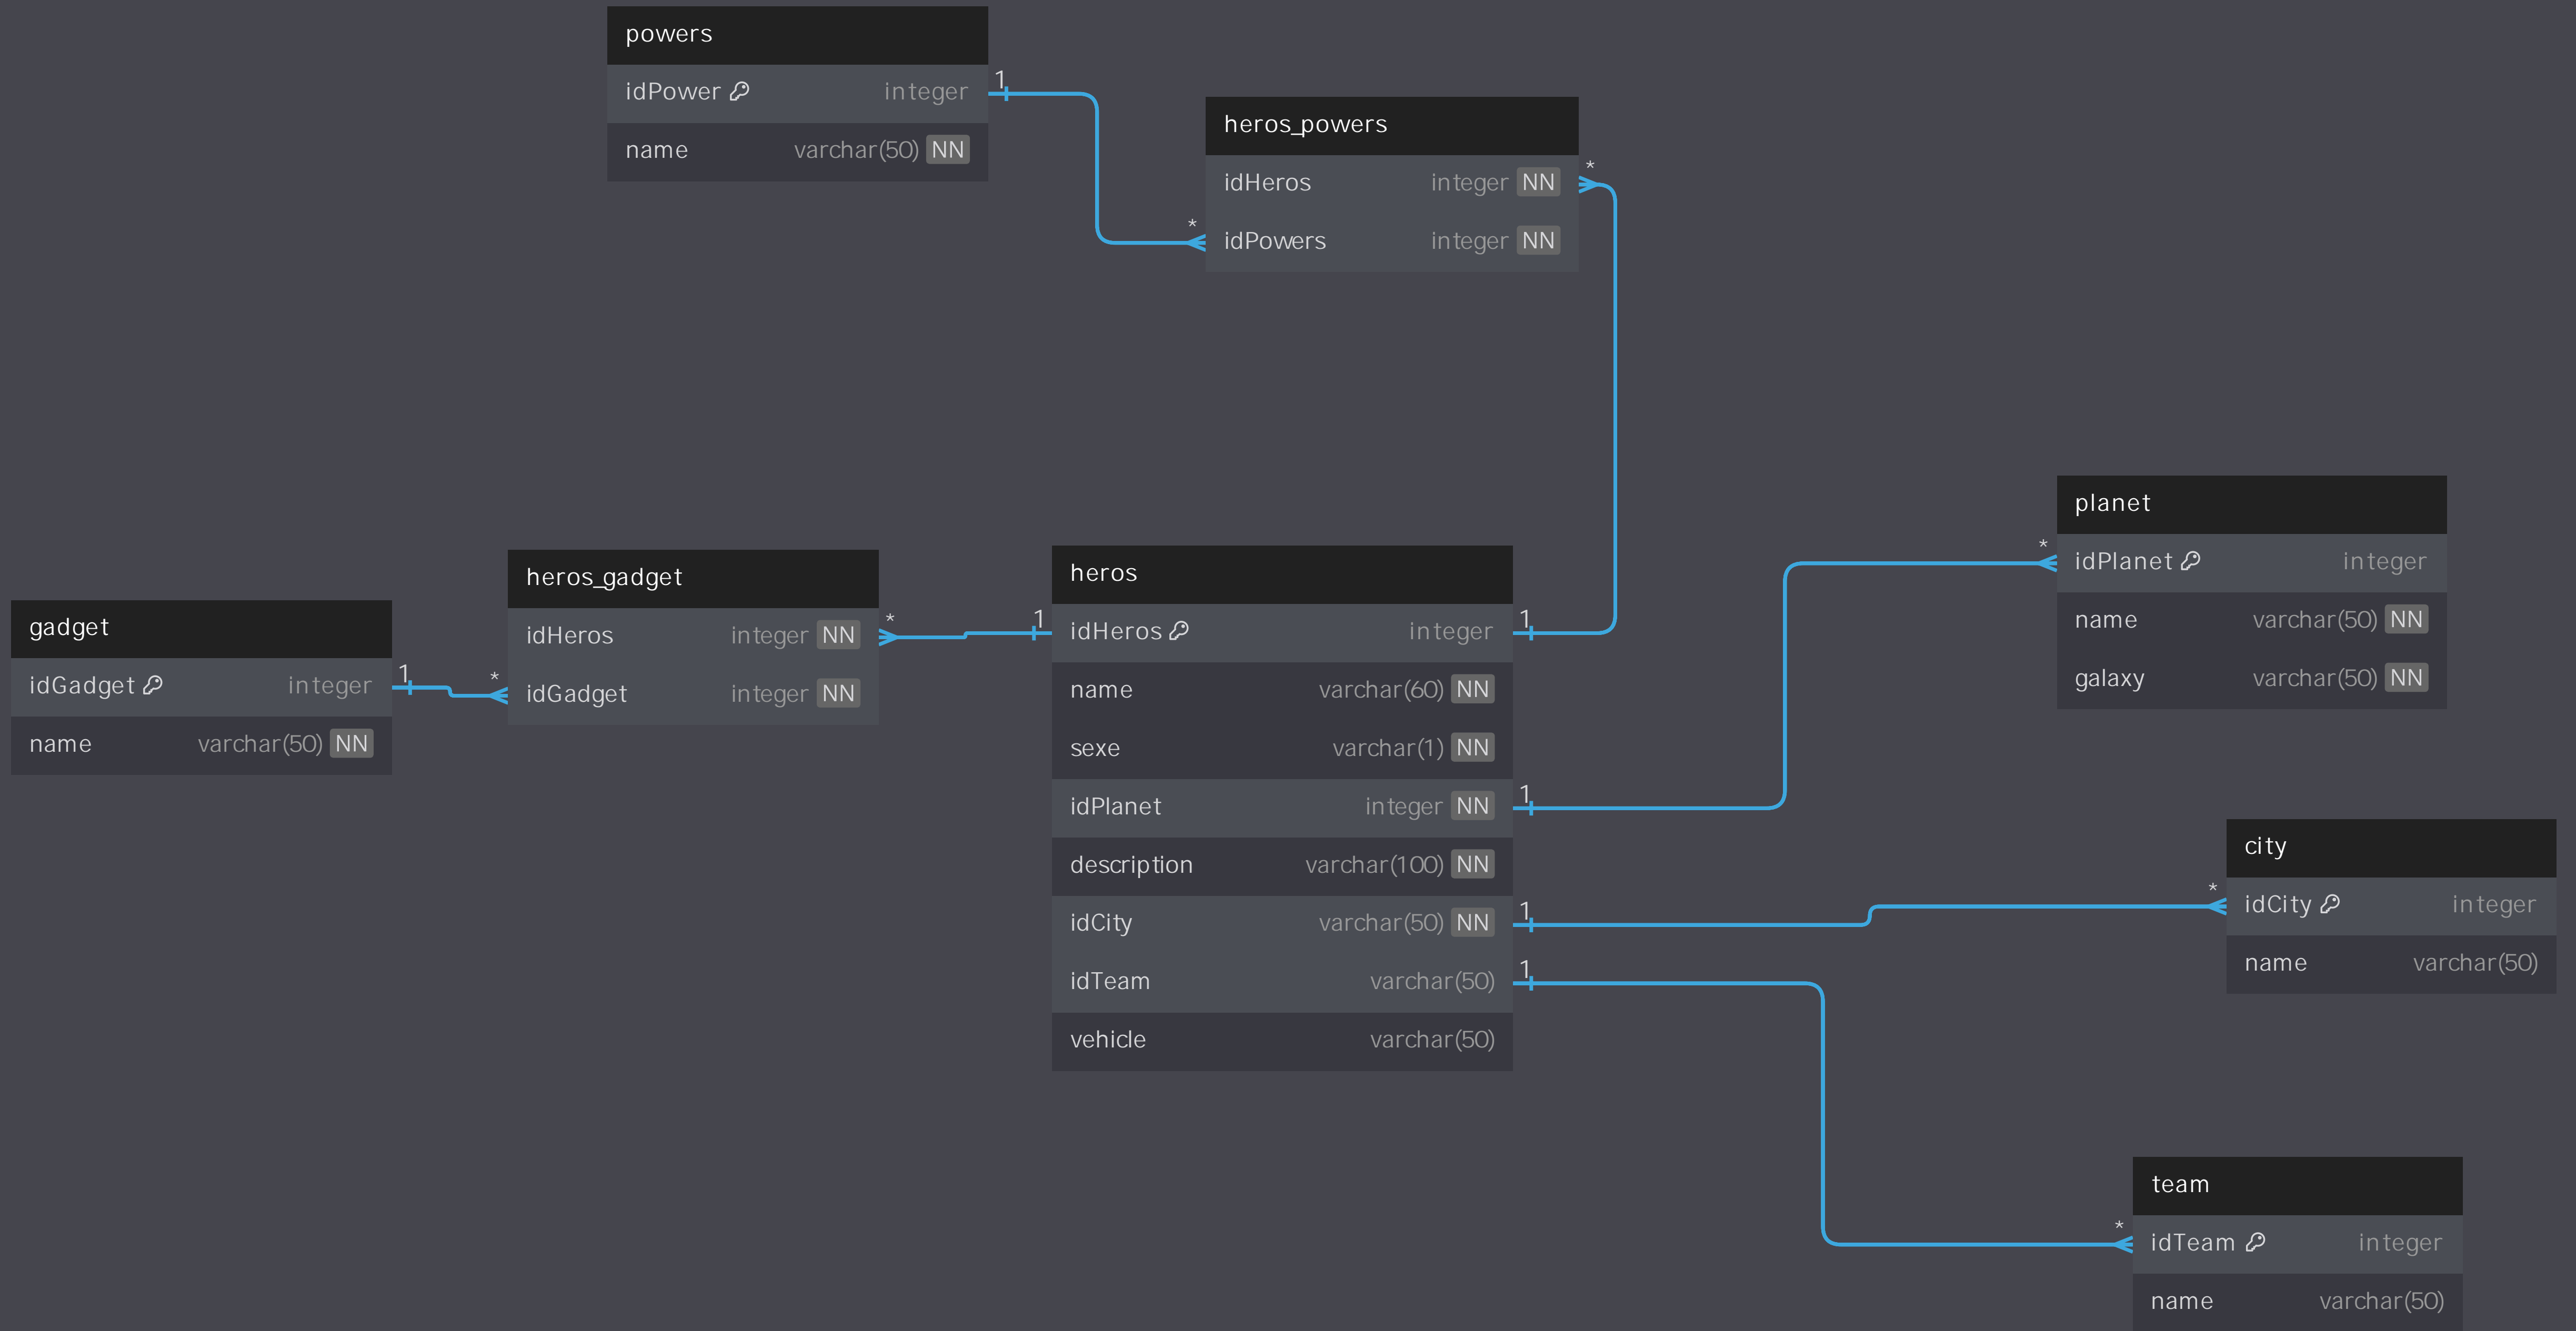 powers
idPower integer
name varchar(50) NN
1
*
heros_powers
idHeros integer NN
idPowers integer NN
*
gadget
idGadget integer
name varchar(50) NN
1
*
heros_gadget
idHeros integer NN
idGadget integer NN
*
1
heros
idHeros integer
name varchar(60) NN
sexe varchar(1) NN
idPlanet integer NN
description varchar(100) NN
idCity varchar(50) NN
idTeam varchar(50)
vehicle varchar(50)
1
1
1
1
*
planet
idPlanet integer
name varchar(50) NN
galaxy varchar(50) NN
*
city
idCity integer
name varchar(50)
*
team
idTeam integer
name varchar(50)